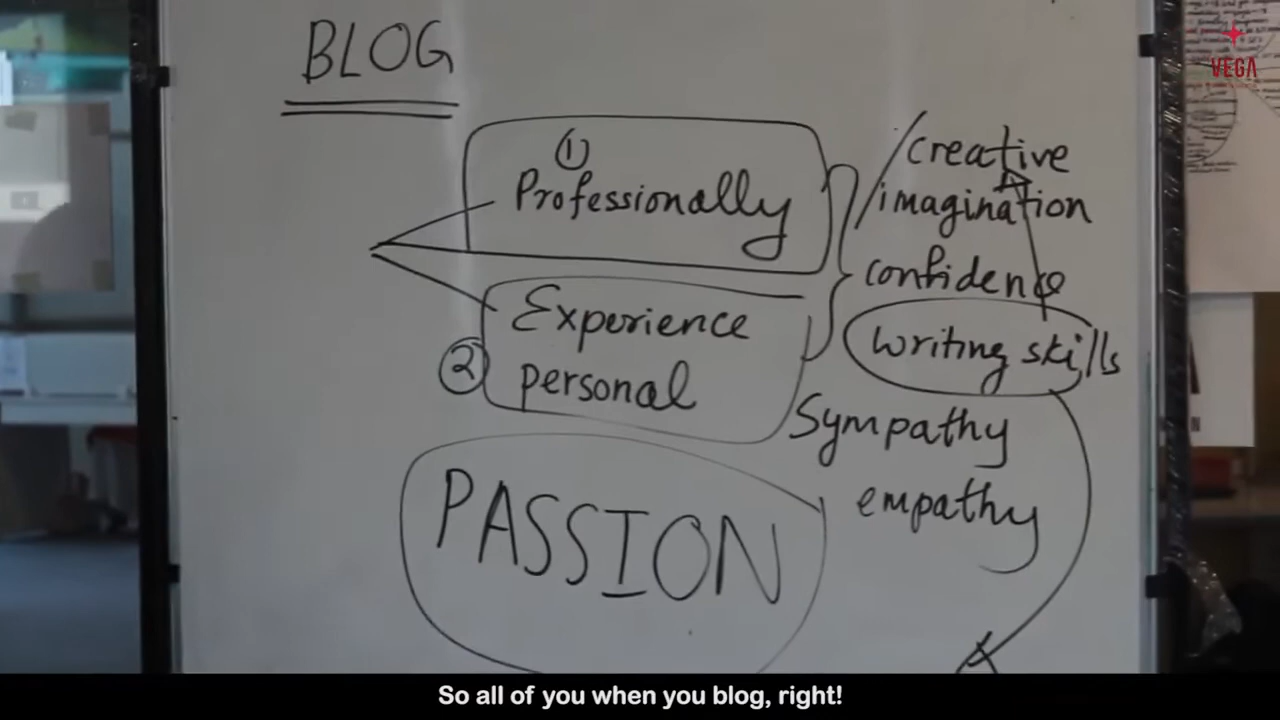 BLOG
1
Professionally
Experience
2
personal
PASSION
creative
imagination
confidence
Writing skills
Sympathy
empathy
VEGA
So all of you when you blog, right!